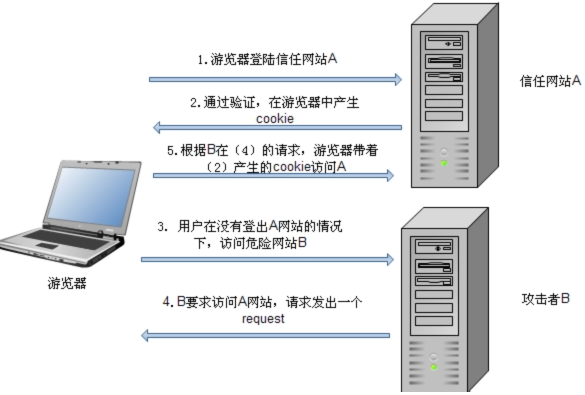 1.游览器登陆信任网站A
信任网站A
2.通过验证，在游览器中产生
cookie
5.根据B在（4）的请求，游览器带着
（2）产生的cookie访问A
3. 用户在没有登出A网站的情况
下，访问危险网站B
游览器
4.B要求访问A网站，请求发出一个
request
攻击者B